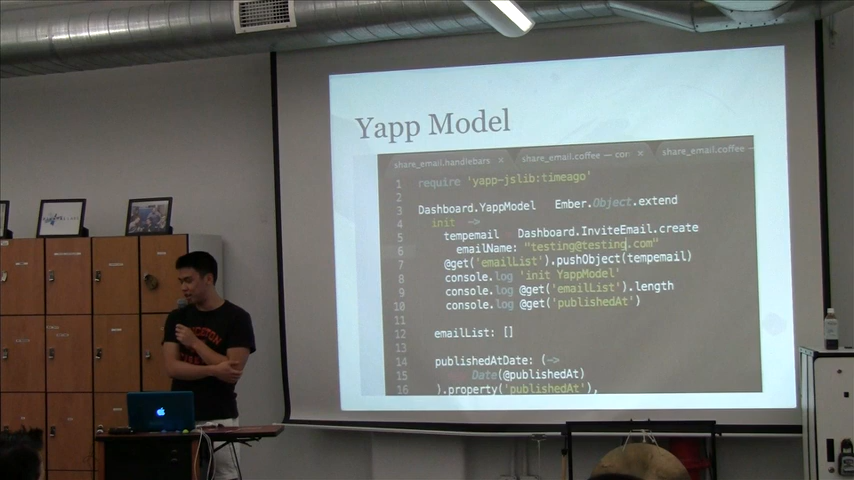 Yapp Model
share_email.handlebars × share_email.coffee — cor × share_email.coffee —
1 require 'yapp-jslib:timeago'
2
3 Dashboard.YappModel Ember.Object.extend
4 init ->
5 tempemail Dashboard.InviteEmail.create
6 emailName: "testing@testing.com"
7 @get('emailList').pushObject(tempemail)
8 console.log 'init YappModel'
9 console.log @get('emailList').length
10 console.log @get('publishedAt')
11
12 emailList: []
13
14 publishedAtDate: (->
15 Date(@publishedAt)
16 ).property('publishedAt'),